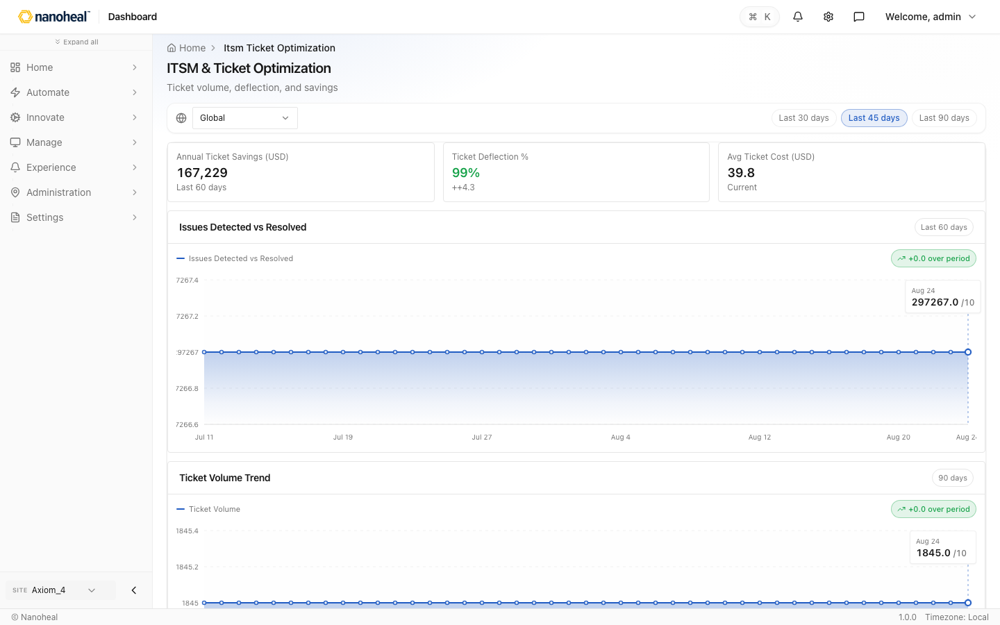 nanoheal™
Dashboard
⌘ K
Welcome, admin
Expand all
Home
Automate
Innovate
Manage
Experience
Administration
Settings
SITE Axiom_4
Home > Itsm Ticket Optimization
ITSM & Ticket Optimization
Ticket volume, deflection, and savings
Global
Last 30 days
Last 45 days
Last 90 days
Annual Ticket Savings (USD)
167,229
Last 60 days
Ticket Deflection %
99%
++4.3
Avg Ticket Cost (USD)
39.8
Current
Issues Detected vs Resolved
Last 60 days
Issues Detected vs Resolved
+0.0 over period
7267.4
7267.2
97267
7266.8
7266.6
Aug 24
297267.0 /10
Jul 11
Jul 19
Jul 27
Aug 4
Aug 12
Aug 20
Aug 2
Ticket Volume Trend
90 days
Ticket Volume
+0.0 over period
1845.4
1845.2
1845
Aug 24
1845.0 /10
© Nanoheal
1.0.0
Timezone: Local